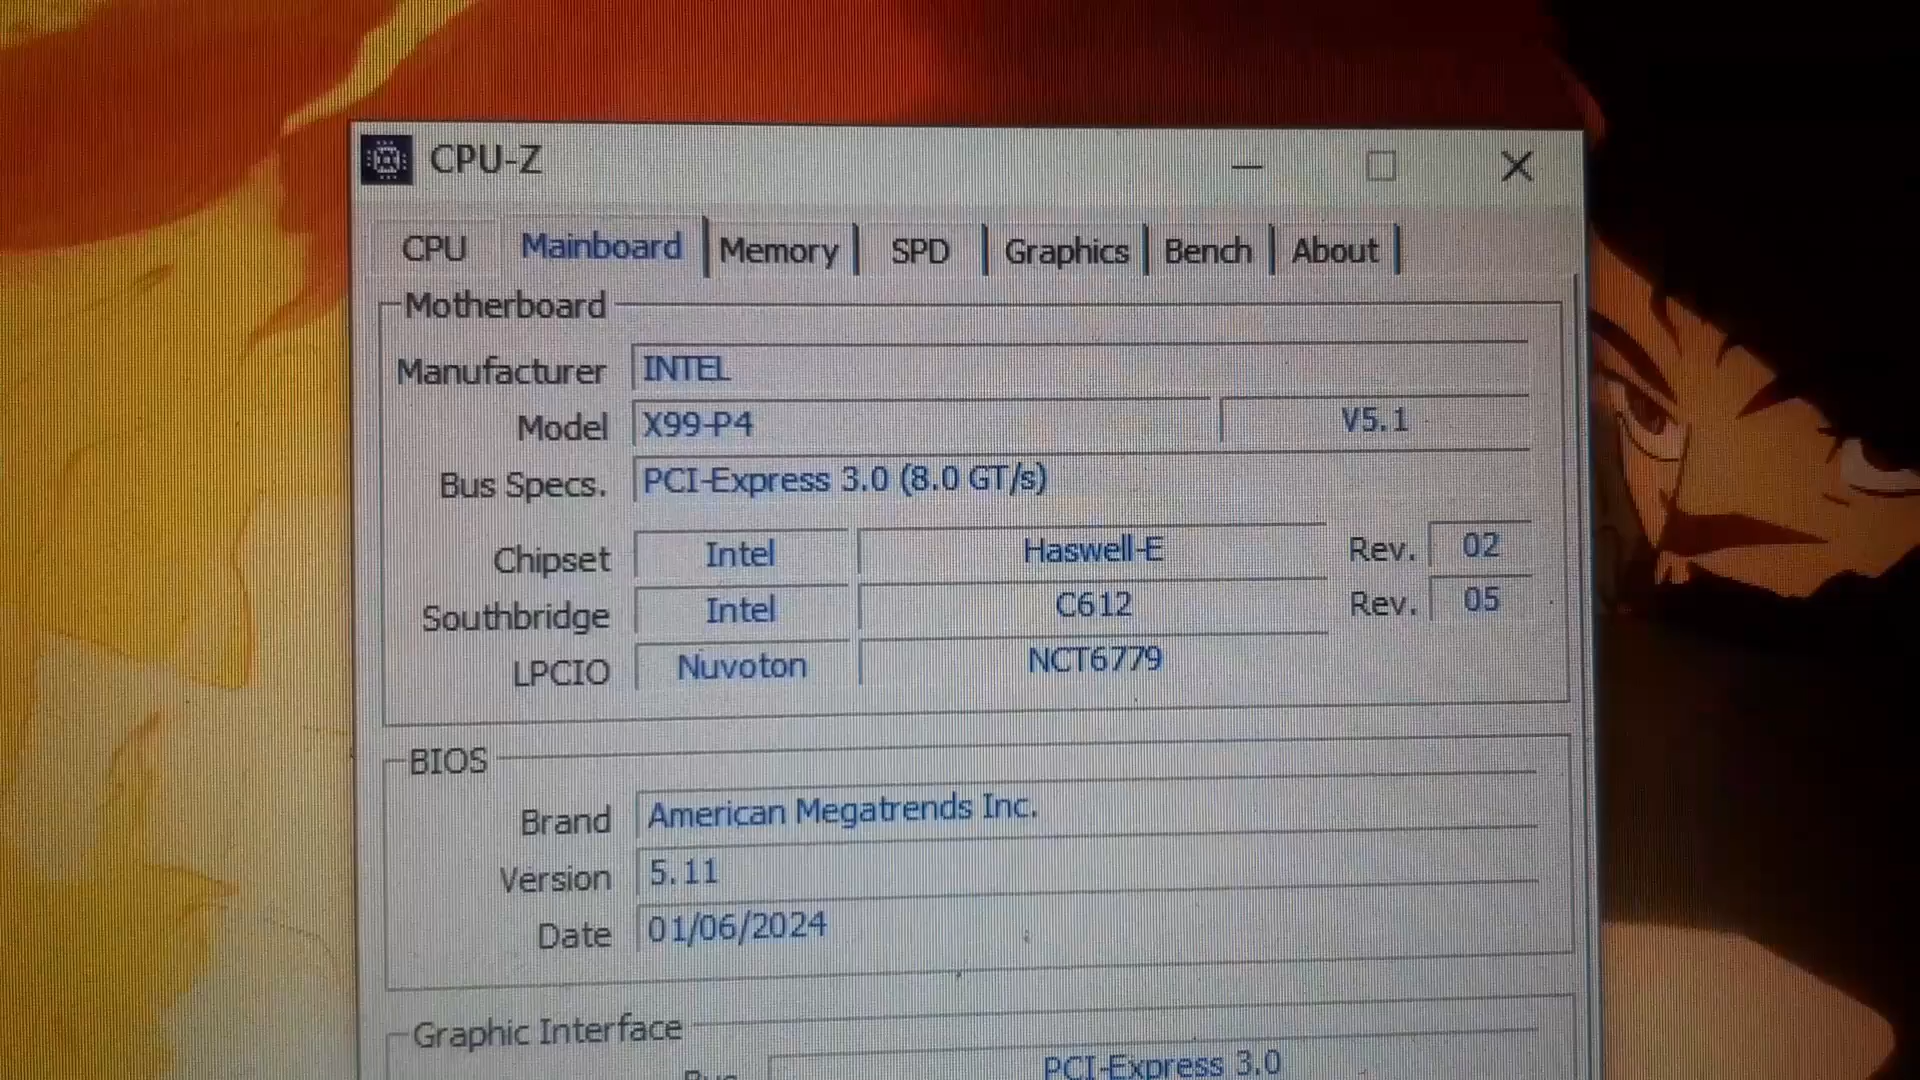 CPU-Z
CPU Mainboard Memory SPD Graphics Bench About
Motherboard
Manufacturer INTEL
Model X99-P4 V5.1
Bus Specs. PCI-Express 3.0 (8.0 GT/s)
Chipset Intel Haswell-E Rev. 02
Southbridge Intel C612 Rev. 05
LPCIO Nuvoton NCT6779
BIOS
Brand American Megatrends Inc.
Version 5.11
Date 01/06/2024
Graphic Interface
Bus PCI-Express 3.0